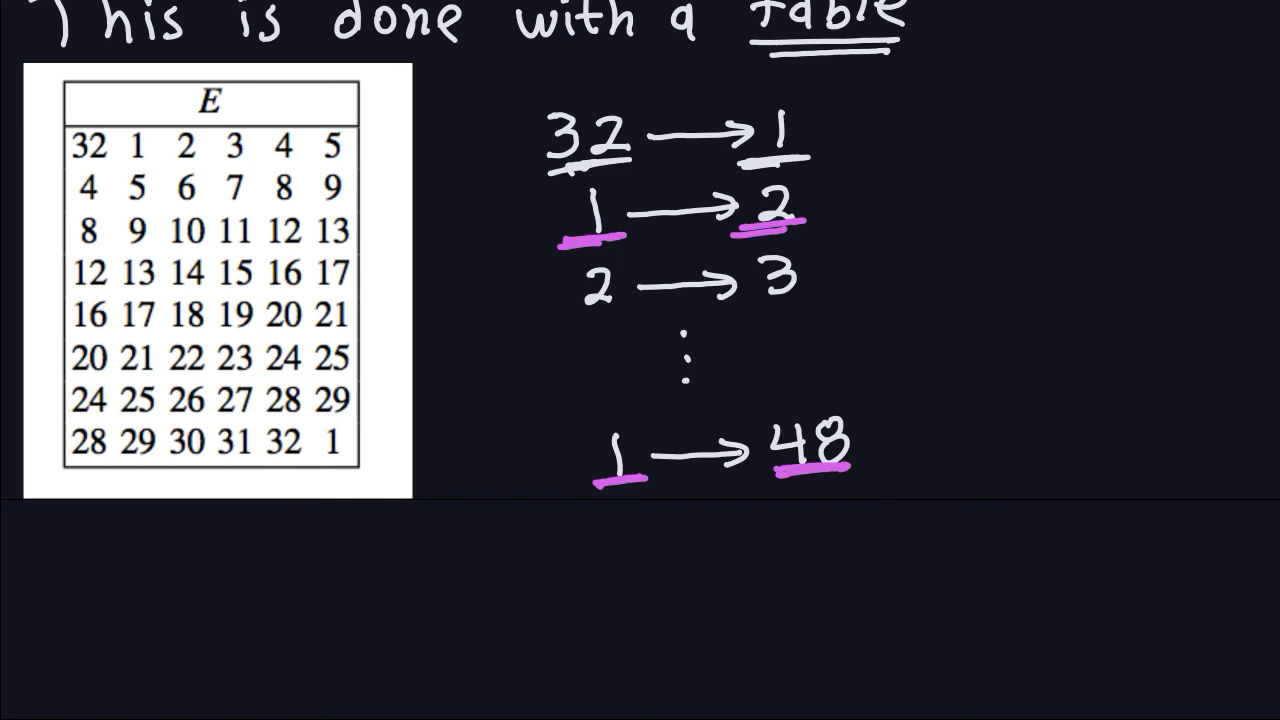 This is done with a table
E
32 1 2 3 4 5
4 5 6 7 8 9
8 9 10 11 12 13
12 13 14 15 16 17
16 17 18 19 20 21
20 21 22 23 24 25
24 25 26 27 28 29
28 29 30 31 32 1
32 → 1
1 → 2
2 → 3
⋮
1 → 48